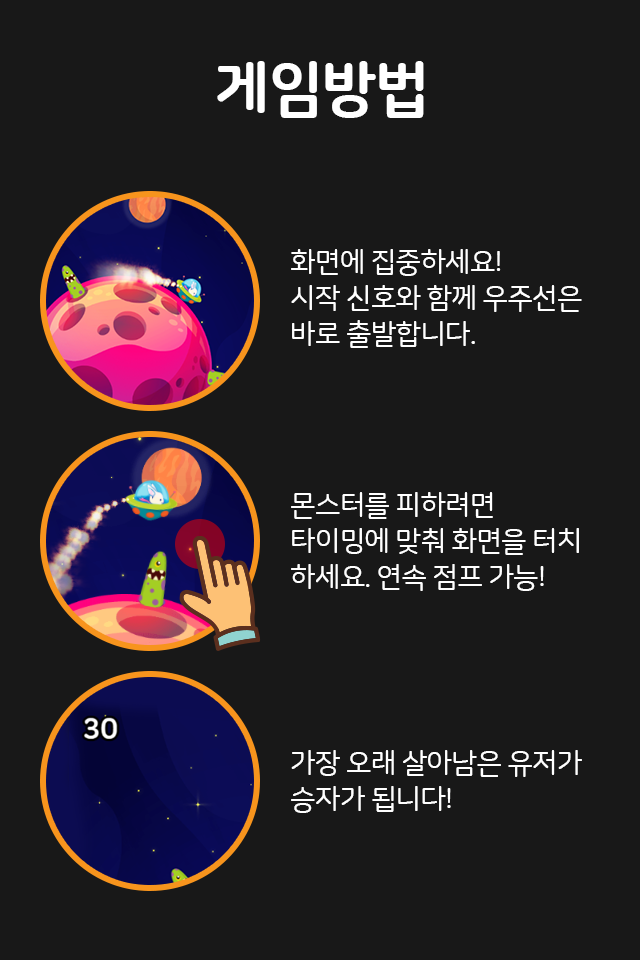 게임방법
화면에 집중하세요!
시작 신호와 함께 우주선은
바로 출발합니다.
몬스터를 피하려면
타이밍에 맞춰 화면을 터치
하세요. 연속 점프 가능!
30
가장 오래 살아남은 유저가
승자가 됩니다!